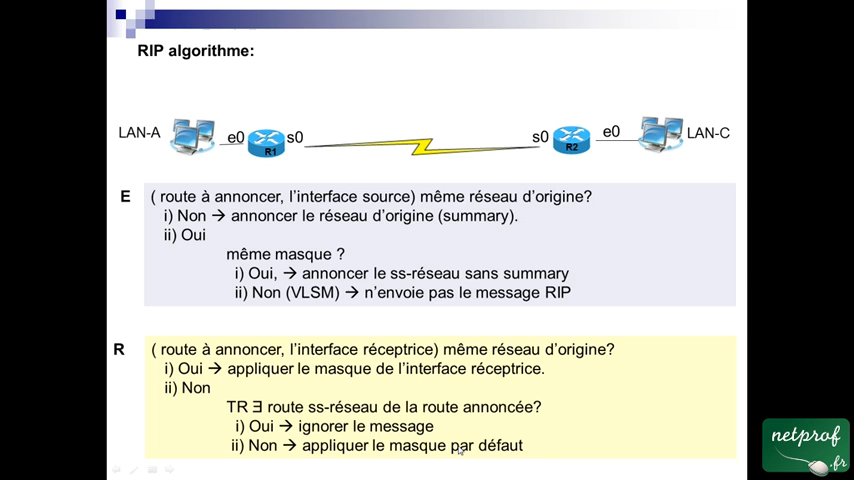 RIP algorithme:
LAN-A e0 R1 s0 s0 R2 e0 LAN-C
E ( route à annoncer, l'interface source) même réseau d'origine?
i) Non → annoncer le réseau d'origine (summary).
ii) Oui
même masque ?
i) Oui, → annoncer le ss-réseau sans summary
ii) Non (VLSM) → n'envoie pas le message RIP
R ( route à annoncer, l'interface réceptrice) même réseau d'origine?
i) Oui → appliquer le masque de l'interface réceptrice.
ii) Non
TR ∃ route ss-réseau de la route annoncée?
i) Oui → ignorer le message
ii) Non → appliquer le masque par défaut
netprof
.fr